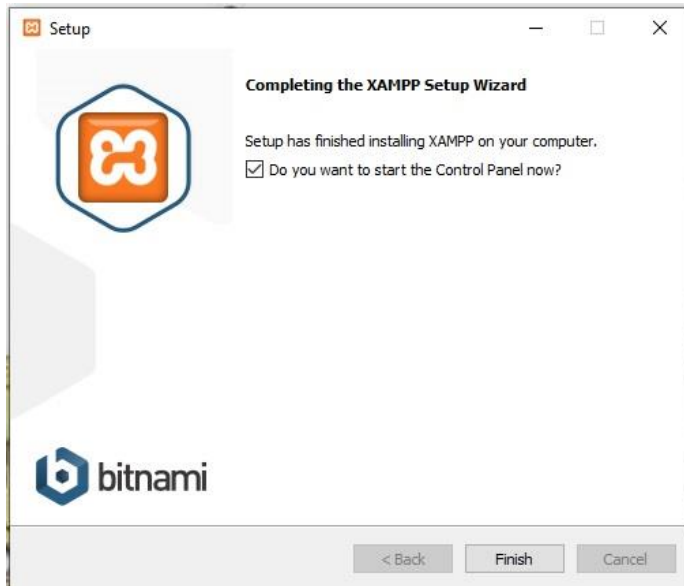 Setup
Completing the XAMPP Setup Wizard
Setup has finished installing XAMPP on your computer.
Do you want to start the Control Panel now?
bitnami
< Back
Finish
Cancel